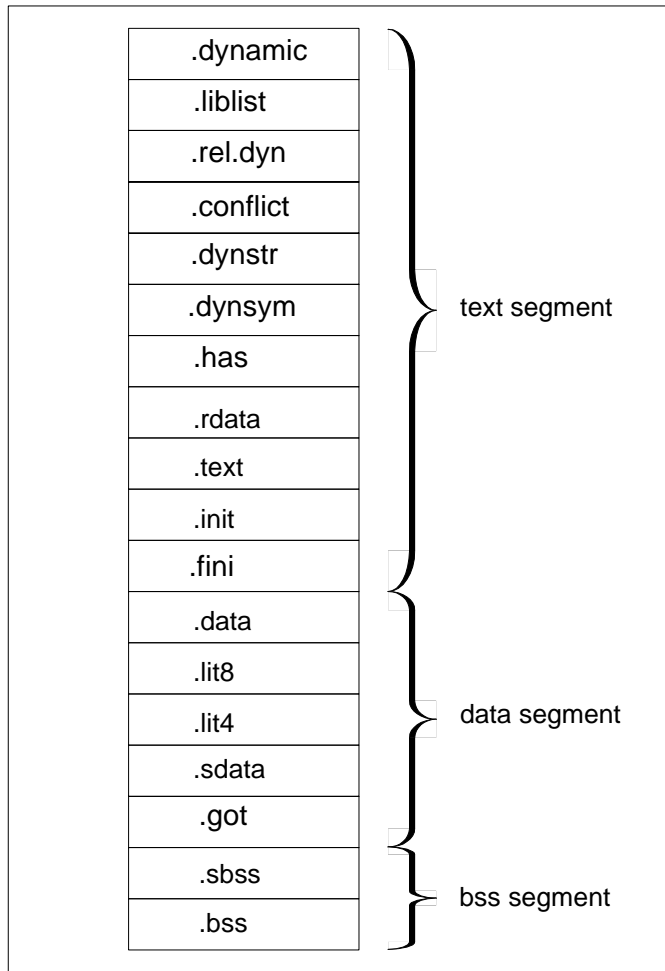 .dynamic
.liblist
.rel.dyn
.conflict
.dynstr
.dynsym
.has
.rdata
.text
.init
.fini
.data
.lit8
.lit4
.sdata
.got
.sbss
.bss
text segment
data segment
bss segment